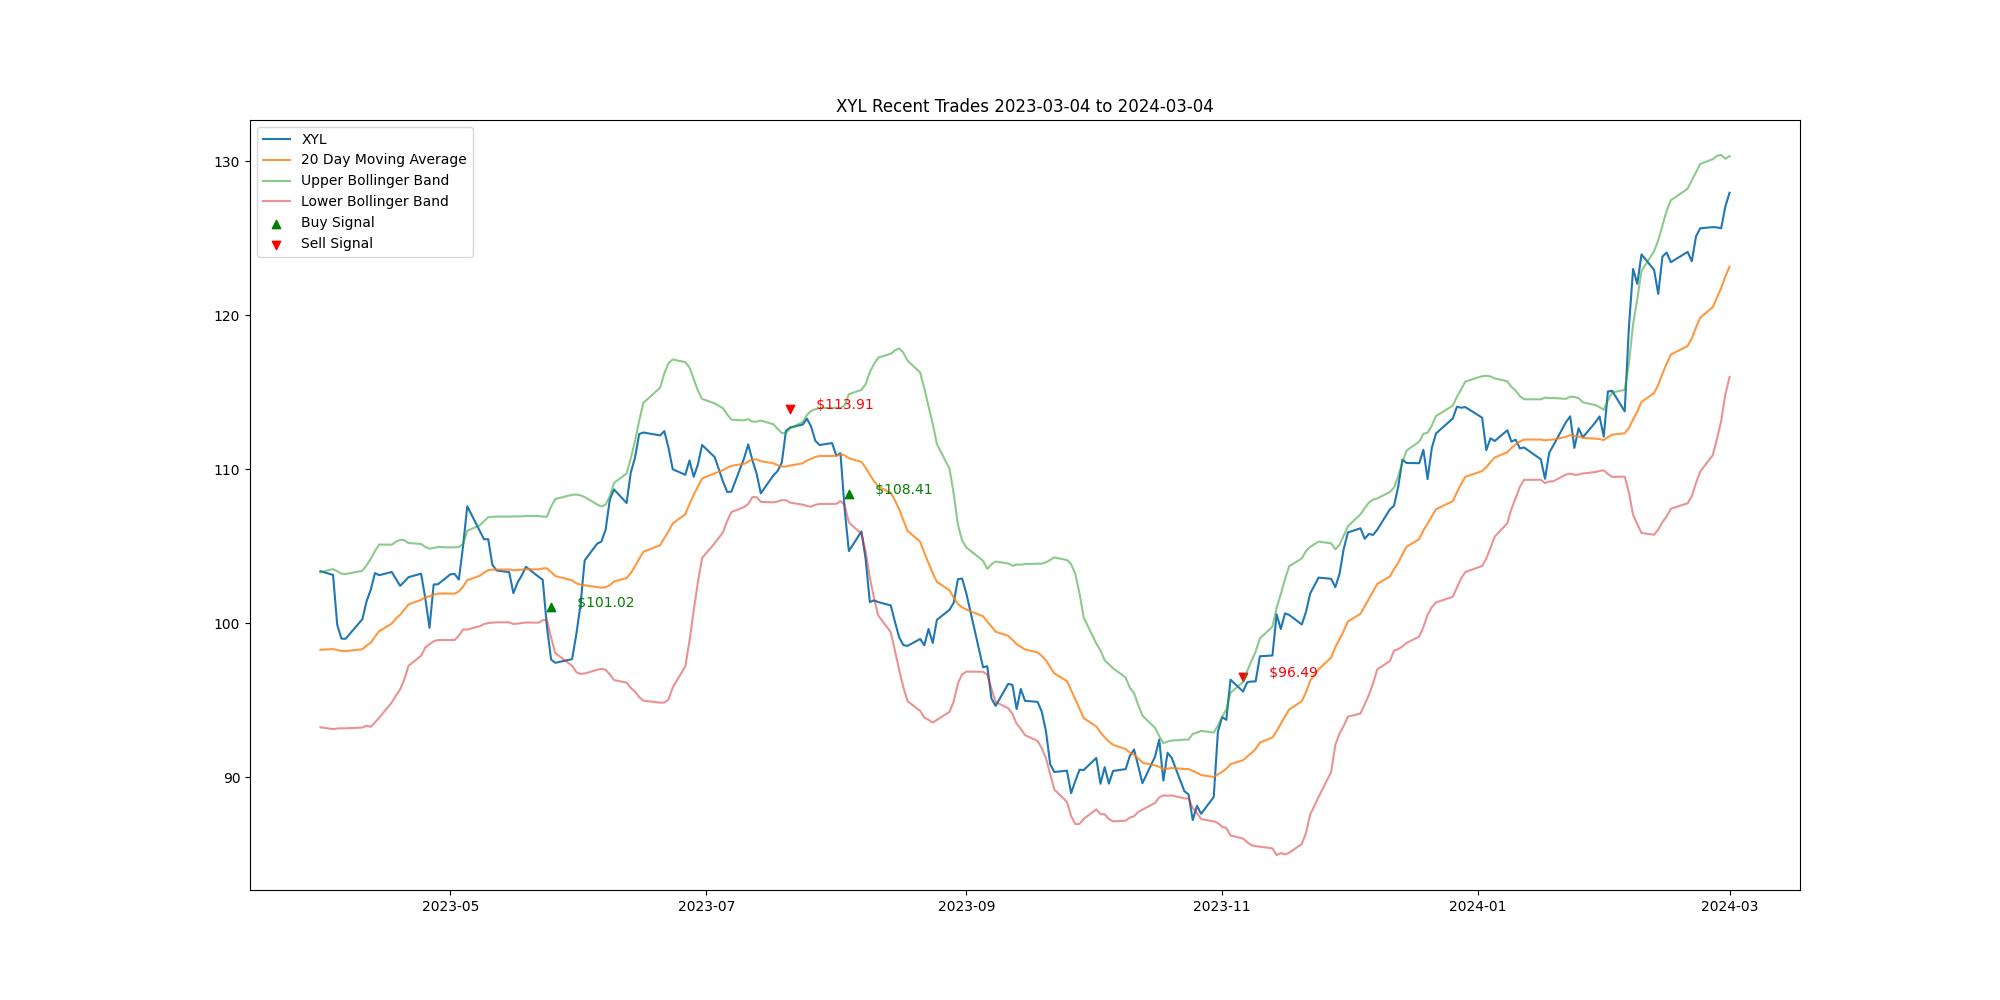 XYL Recent Trades 2023-03-04 to 2024-03-04
XYL
20 Day Moving Average
Upper Bollinger Band
Lower Bollinger Band
Buy Signal
Sell Signal
130
120
110
100
90
$113.91
$108.41
$101.02
$96.49
2023-05
2023-07
2023-09
2023-11
2024-01
2024-03